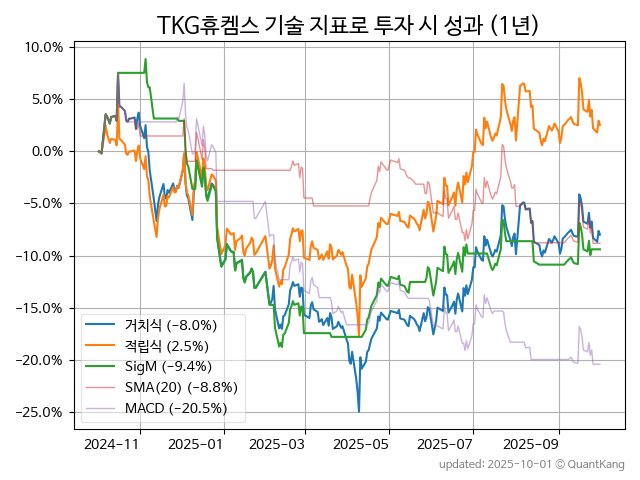 TKG휴켐스 기술 지표로 투자 시 성과 (1년)
10.0%
5.0%
0.0%
−5.0%
−10.0%
−15.0%
−20.0%
−25.0%
거치식 (−8.0%)
적립식 (2.5%)
SigM (−9.4%)
SMA(20) (−8.8%)
MACD (−20.5%)
2024−11 2025−01 2025−03 2025−05 2025−07 2025−09
updated: 2025-10-01 © QuantKang